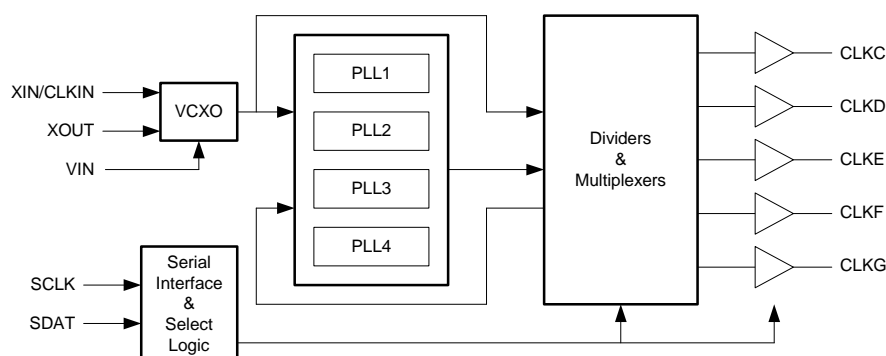 XIN/CLKIN
XOUT
VIN
VCXO
PLL1
PLL2
PLL3
PLL4
Dividers
&
Multiplexers
CLKC
CLKD
CLKE
CLKF
CLKG
SCLK
SDAT
Serial
Interface
&
Select
Logic